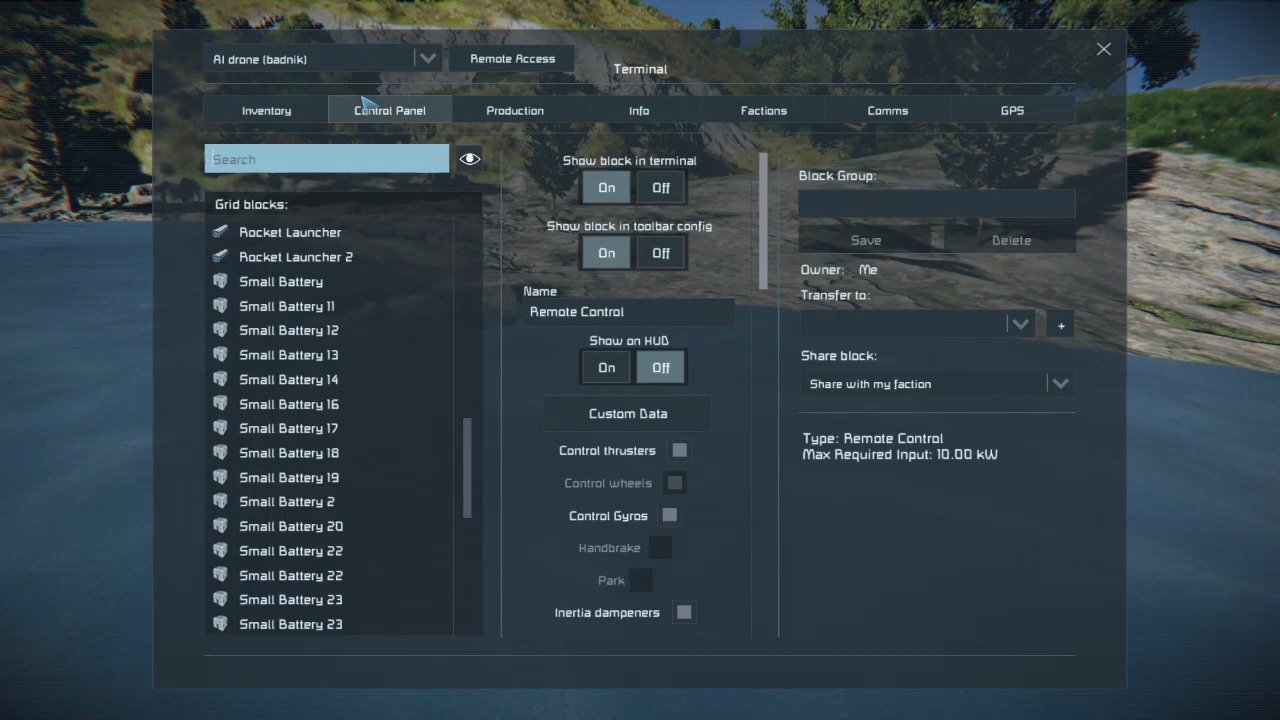 AI drone (badnik)
Remote Access
Terminal
Inventory
Control Panel
Production
Info
Factions
Comms
GPS
Search
Grid blocks:
Rocket Launcher
Rocket Launcher 2
Small Battery
Small Battery 11
Small Battery 12
Small Battery 13
Small Battery 14
Small Battery 16
Small Battery 17
Small Battery 18
Small Battery 19
Small Battery 2
Small Battery 20
Small Battery 22
Small Battery 22
Small Battery 23
Small Battery 23
Show block in terminal
On Off
Show block in toolbar config
On Off
Name
Remote Control
Show on HUD
On Off
Custom Data
Control thrusters
Control wheels
Control Gyros
Handbrake
Park
Inertia dampeners
Block Group:
Save Delete
Owner: Me
Transfer to:
+
Share block:
Share with my faction
Type: Remote Control
Max Required Input: 10.00 kW